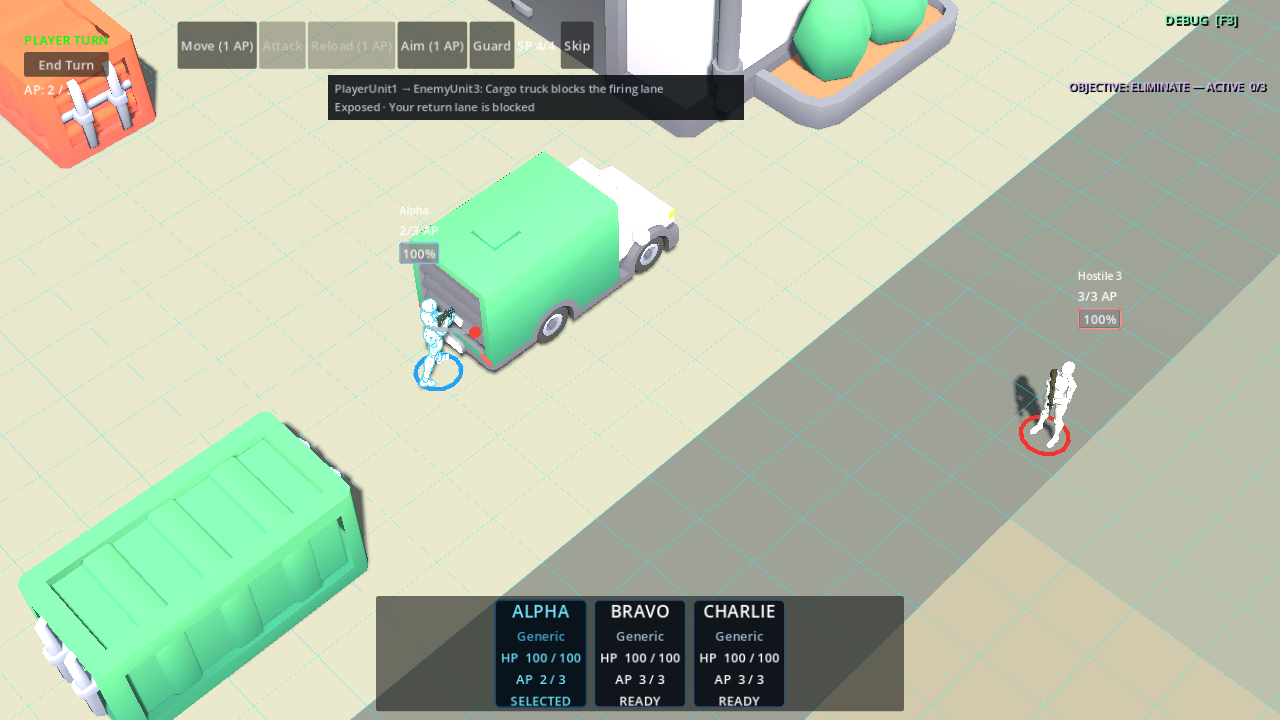 PLAYER TURN
End Turn
AP: 2 /
Move (1 AP) Attack Reload (1 AP) Aim (1 AP) Guard SP 4/4 Skip
PlayerUnit1 → EnemyUnit3: Cargo truck blocks the firing lane
Exposed · Your return lane is blocked
DEBUG [F3]
OBJECTIVE: ELIMINATE — ACTIVE 0/3
Alpha
2/3 AP
100%
Hostile 3
3/3 AP
100%
ALPHA
Generic
HP 100 / 100
AP 2 / 3
SELECTED
BRAVO
Generic
HP 100 / 100
AP 3 / 3
READY
CHARLIE
Generic
HP 100 / 100
AP 3 / 3
READY